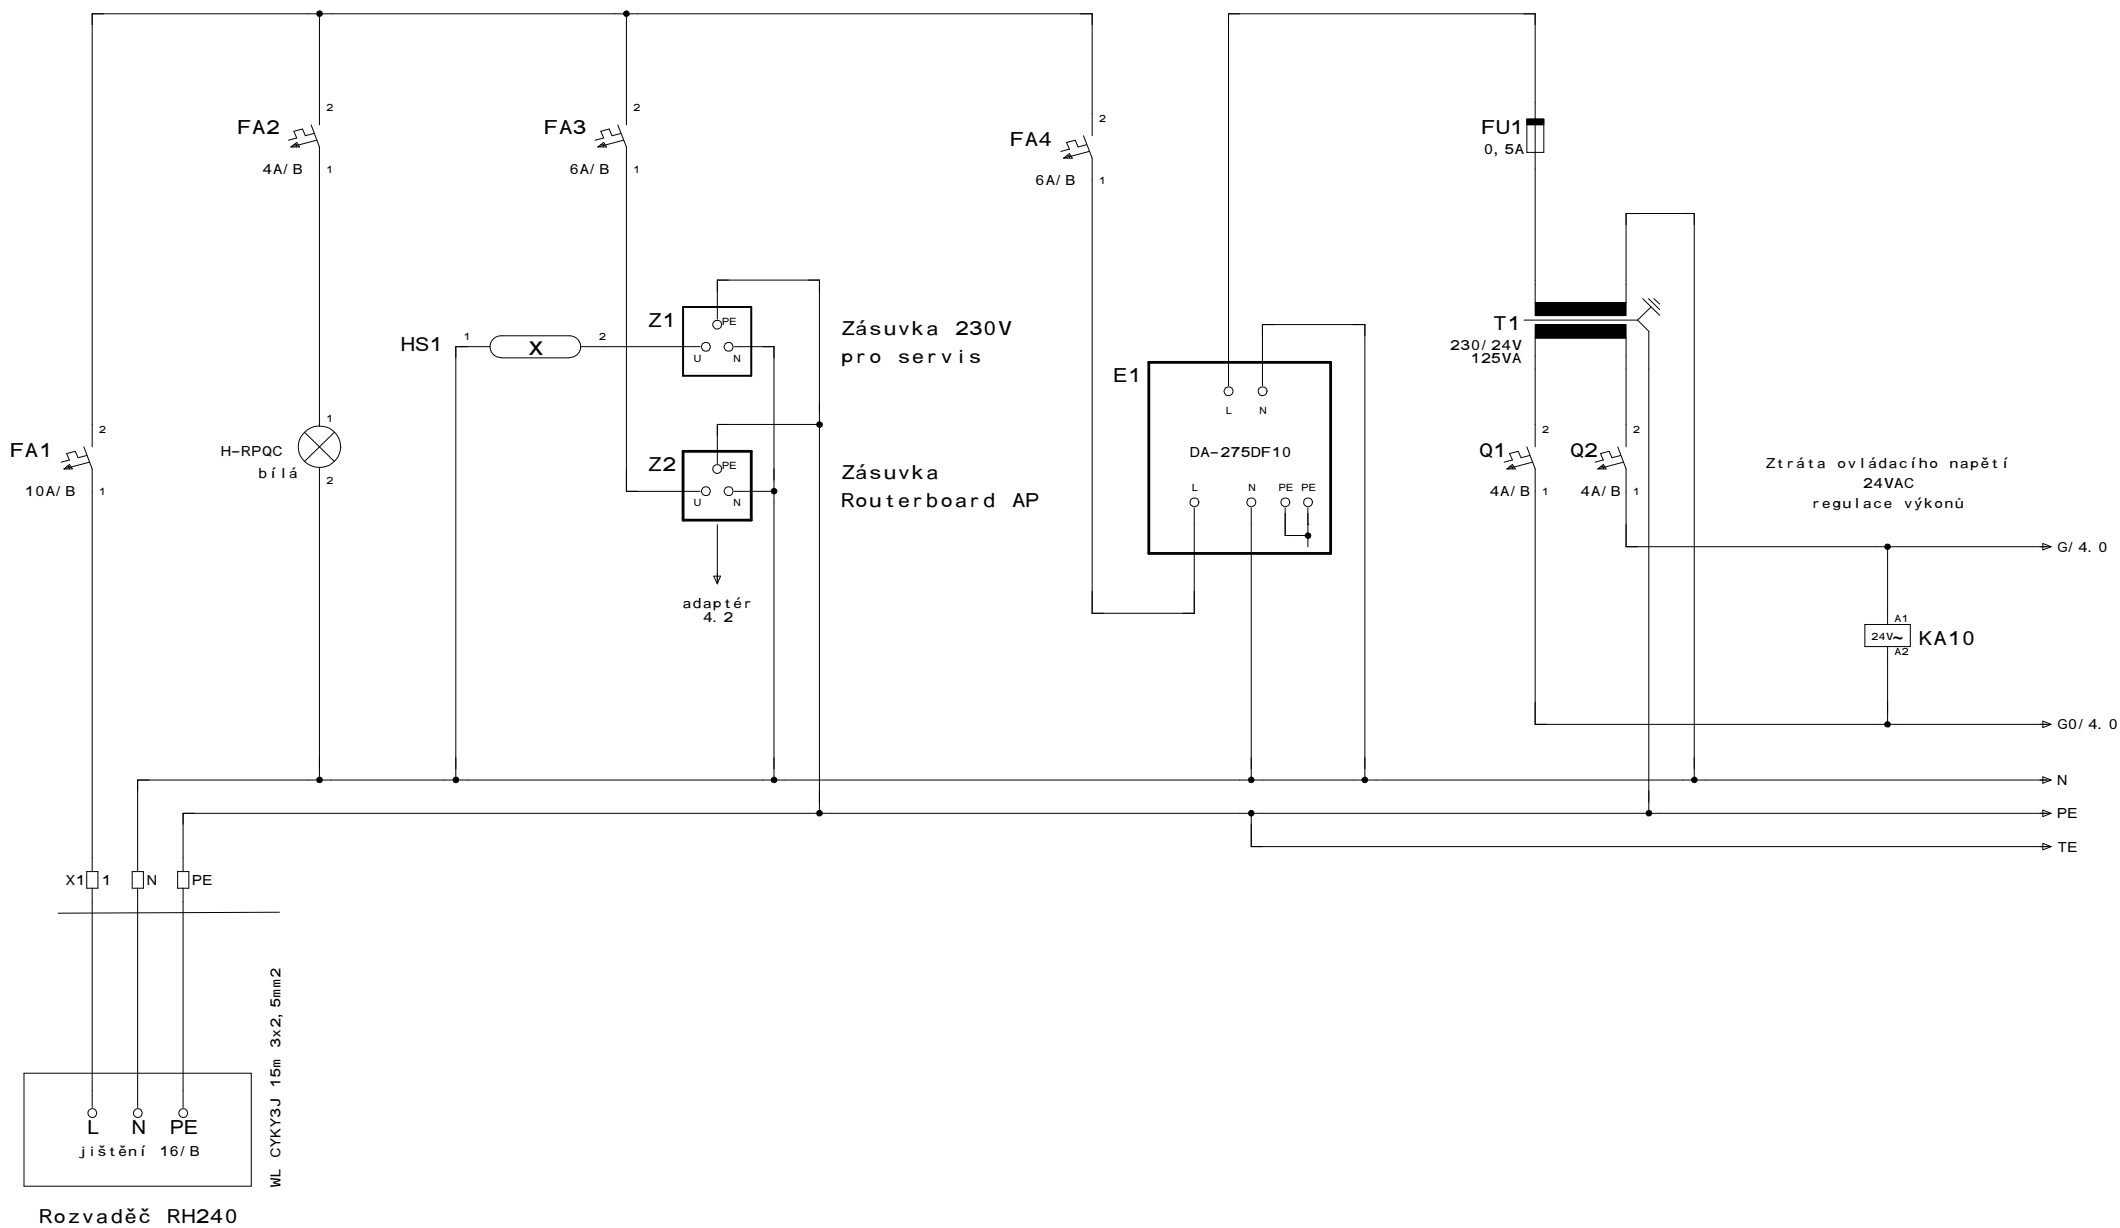 2
FA2
4A/B 1
2
FA3
6A/B 1
2
FA4
6A/B 1
FU1
0,5A
Z1
PE
U N
HS1
1 X 2
Zásuvka 230V
pro servis
T1
230/24V
125VA
E1
L N
DA-275DF10
L N PE PE
2
FA1
10A/B 1
1
H-RPQC
bílá
2
Z2
PE
U N
Zásuvka
Routerboard AP
adaptér
4.2
2
Q1
4A/B 1
2
Q2
4A/B 1
Ztráta ovládacího napětí
24VAC
regulace výkonů
G/4.0
A1
24V~ KA10
A2
G0/4.0
N
PE
TE
X1 1 N PE
WL CYKY3J 15m 3x2,5mm2
L N PE
jištění 16/B
Rozvaděč RH240